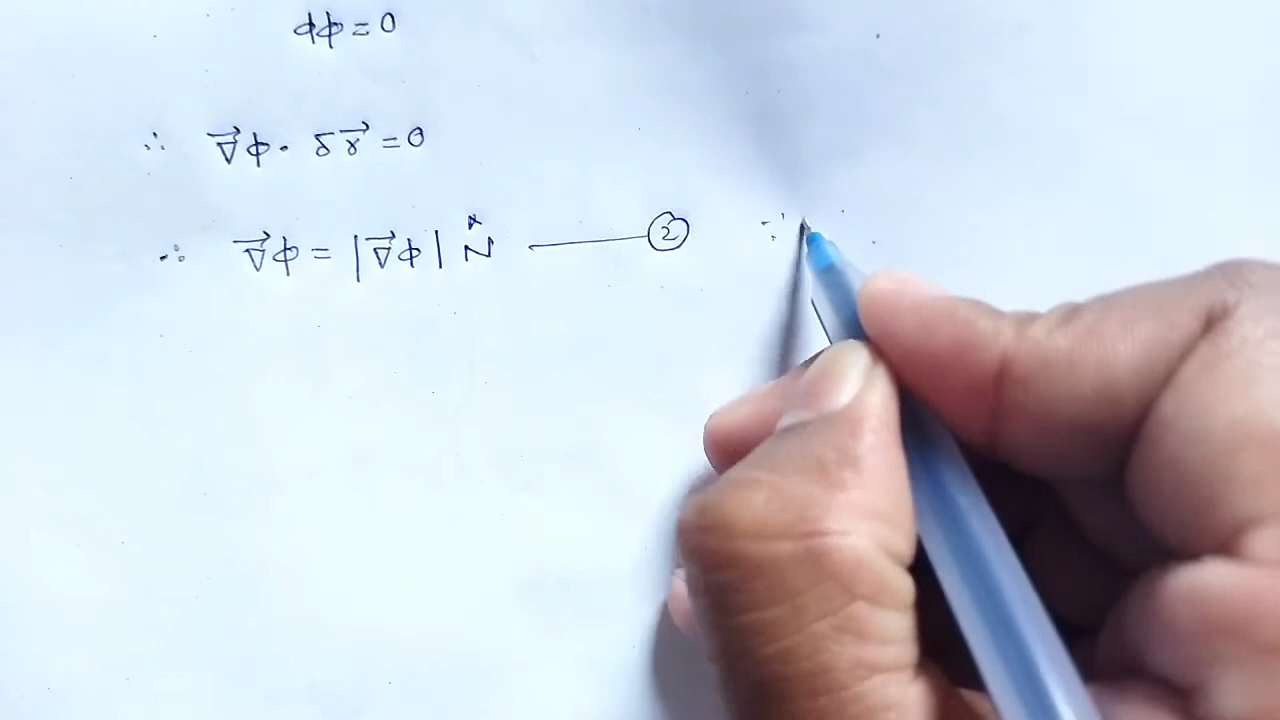 dϕ = 0
∴ ∇⃗ϕ · δr⃗ = 0
∴ ∇⃗ϕ = |∇⃗ϕ| N̂ — ②